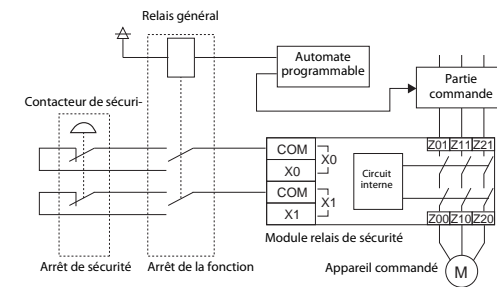 Relais général
Automate
programmable
Partie
commande
Contacteur de sécuri-
COM
X0
X0
COM
X1
X1
Circuit
interne
Z01 Z11 Z21
Z00 Z10 Z20
Module relais de sécurité
Arrêt de sécurité
Arrêt de la fonction
Appareil commandé
M